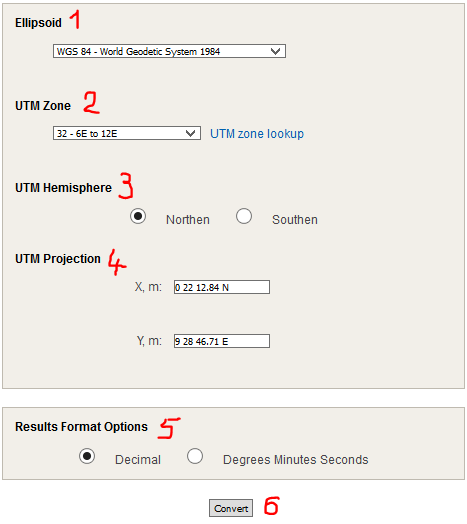 Ellipsoid 1
WGS 84 - World Geodetic System 1984
UTM Zone 2
32 - 6E to 12E UTM zone lookup
UTM Hemisphere 3
Northen Southen
UTM Projection 4
X, m: 0 22 12.84 N
Y, m: 9 28 46.71 E
Results Format Options 5
Decimal Degrees Minutes Seconds
Convert 6